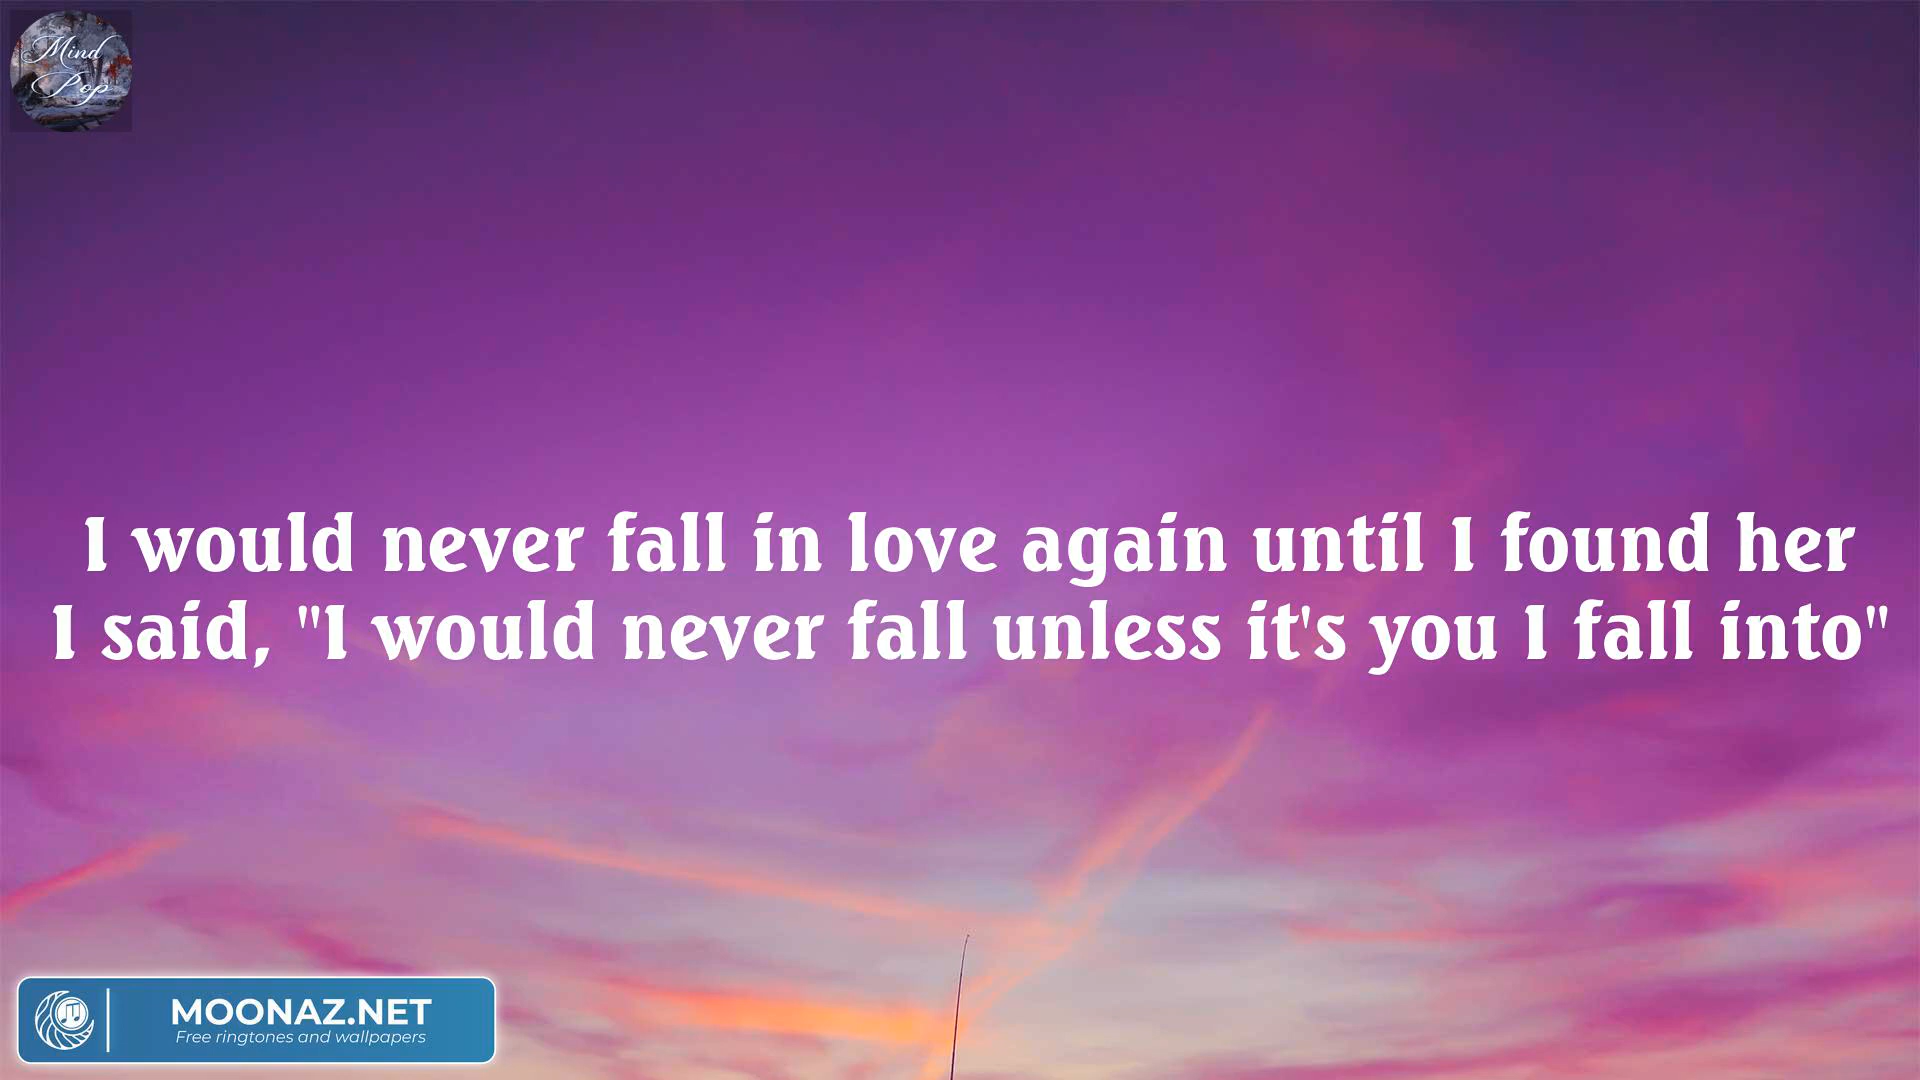 Mind
Pop
I would never fall in love again until I found her
I said, "I would never fall unless it's you I fall into"
MOONAZ.NET
Free ringtones and wallpapers